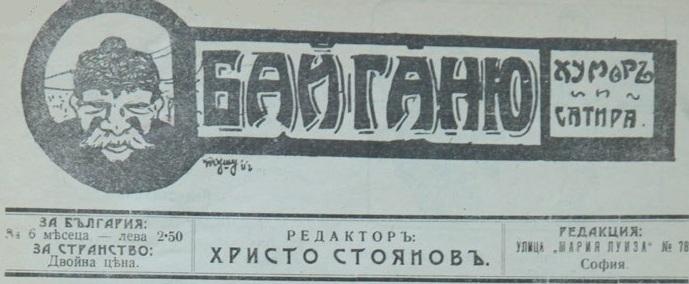 БАЙ ГАНЮ
ХУМОРЪ
И
САТИРА.
ЗА БЪЛГАРИЯ:
За 6 мѣсеца — лева 2·50
ЗА СТРАНСТВО:
Двойна цѣна.
РЕДАКТОРЪ:
ХРИСТО СТОЯНОВЪ.
РЕДАКЦИЯ:
УЛИЦА „МАРИЯ ЛУИЗА“ № 78
София.